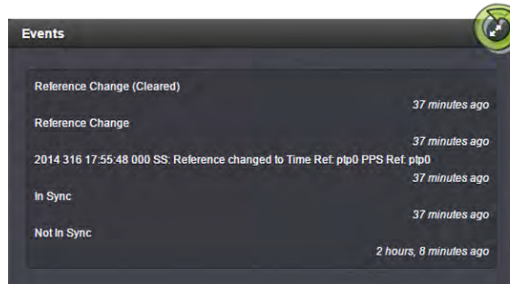 Events
Reference Change (Cleared)
37 minutes ago
Reference Change
37 minutes ago
2014 316 17:55:48 000 SS: Reference changed to Time Ref: ptp0 PPS Ref: ptp0
37 minutes ago
In Sync
37 minutes ago
Not In Sync
2 hours, 8 minutes ago